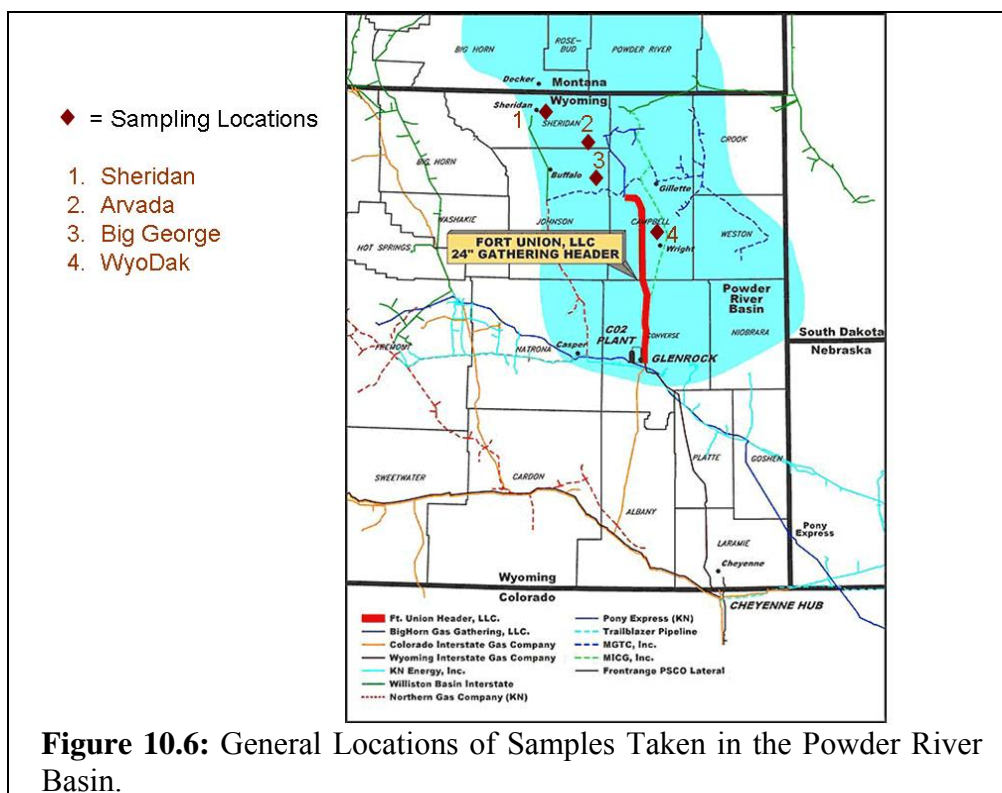 BIG HORN
ROSE-
BUD
POWDER RIVER
Decker
Montana
Wyoming
Sheridan
SHERIDAN
1
2
3
4
♦ = Sampling Locations
1. Sheridan
2. Arvada
3. Big George
4. WyoDak
CROOK
BIG HORN
Buffalo
Gillette
WASHAKIE
JOHNSON
CAMPBELL
WESTON
HOT SPRINGS
Wright
FORT UNION, LLC
24" GATHERING HEADER
Powder
River
Basin
CO2
PLANT
CONVERSE
NIOBRARA
South Dakota
Nebraska
FREMONT
NATRONA
Casper
GLENROCK
PLATTE
GOSHEN
SWEETWATER
CARDON
ALBANY
Pony
Express
LARAMIE
Cheyenne
Wyoming
Colorado
CHEYENNE HUB
Ft. Union Header, LLC.
BigHorn Gas Gathering, LLC.
Colorado Interstate Gas Company
Wyoming Interstate Gas Company
KN Energy, Inc.
Williston Basin Interstate
Northern Gas Company (KN)
Pony Express (KN)
Trailblazer Pipeline
MGTC, Inc.
MICG, Inc.
Frontrange PSCO Lateral
Figure 10.6: General Locations of Samples Taken in the Powder River
Basin.